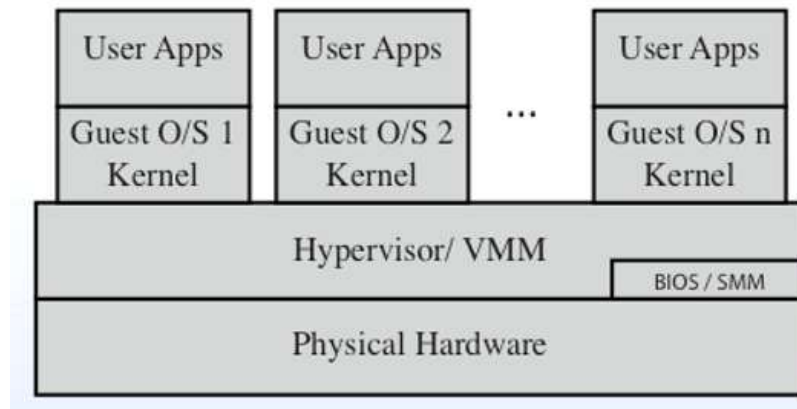 User Apps
User Apps
User Apps
Guest O/S 1
Kernel
Guest O/S 2
Kernel
...
Guest O/S n
Kernel
Hypervisor/ VMM
BIOS / SMM
Physical Hardware